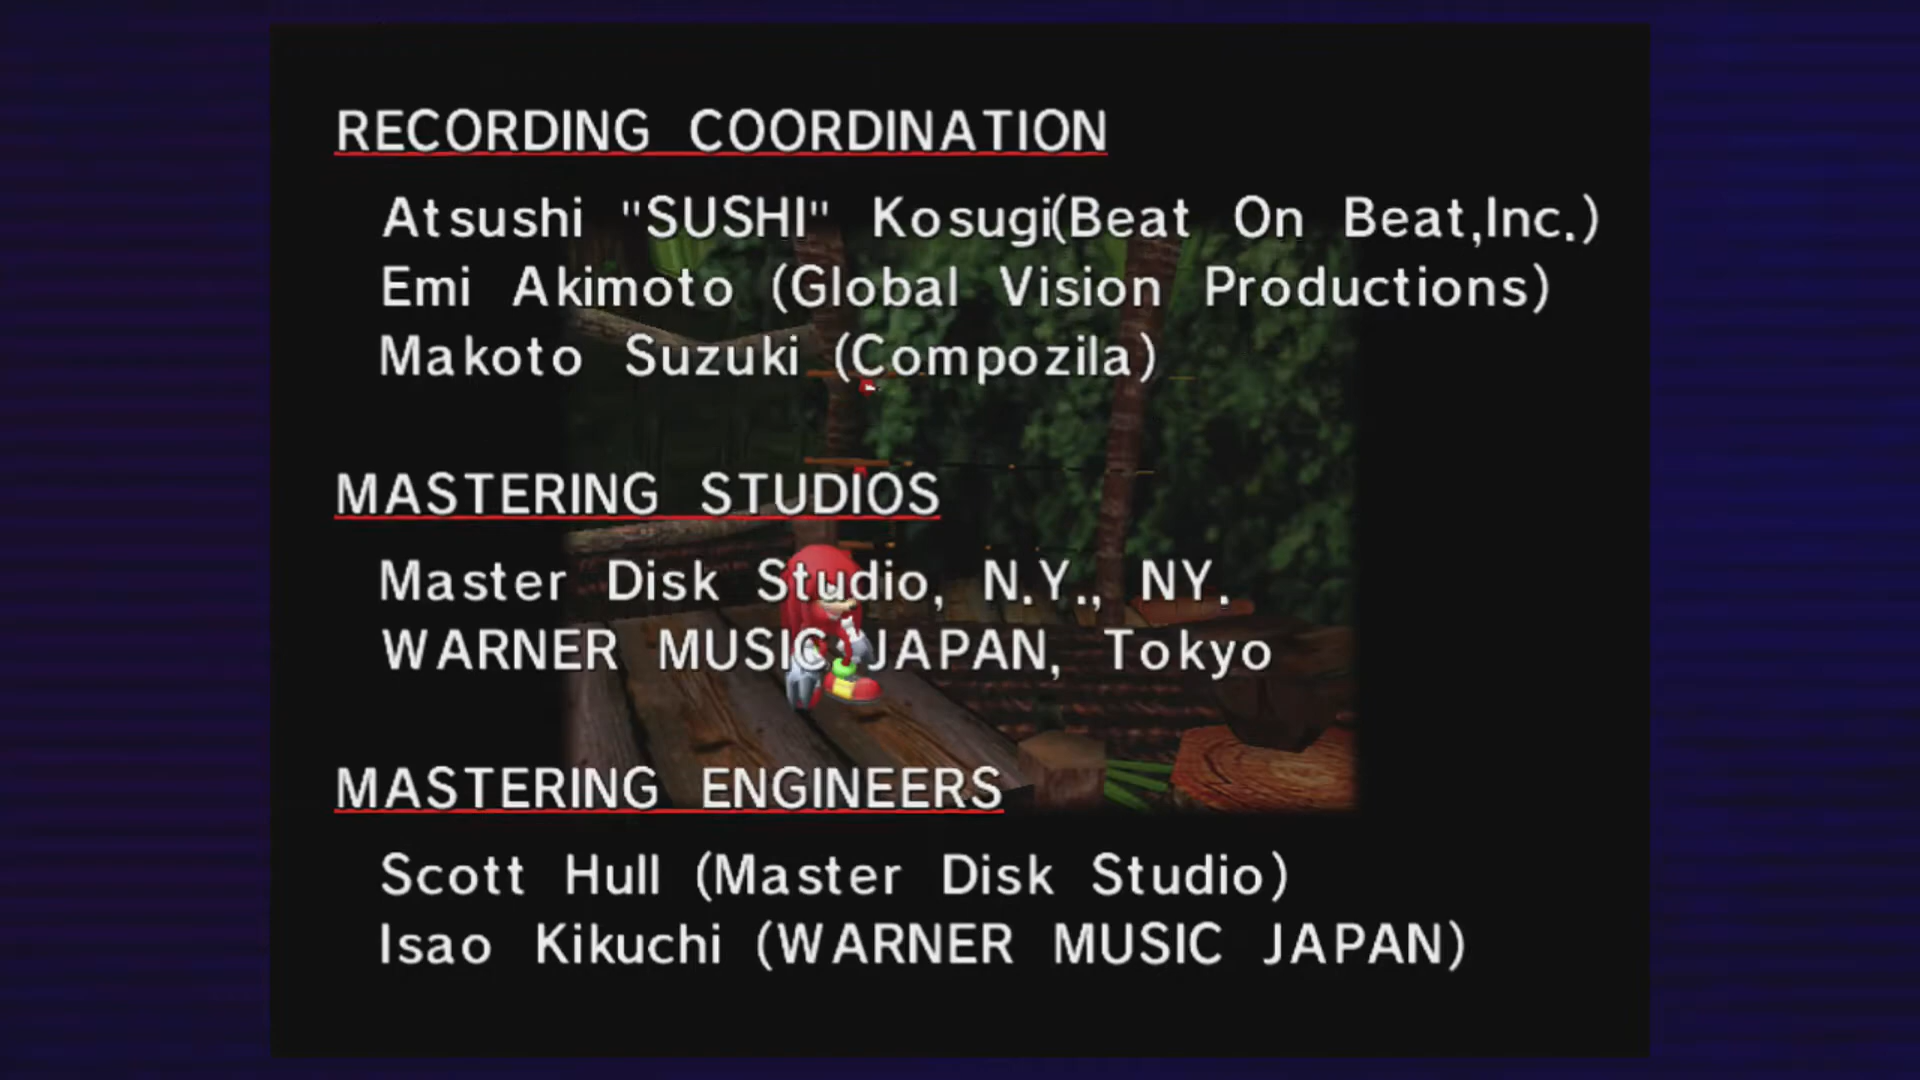 RECORDING COORDINATION
Atsushi "SUSHI" Kosugi(Beat On Beat,Inc.)
Emi Akimoto (Global Vision Productions)
Makoto Suzuki (Compozila)
MASTERING STUDIOS
Master Disk Studio, N.Y., NY.
WARNER MUSIC JAPAN, Tokyo
MASTERING ENGINEERS
Scott Hull (Master Disk Studio)
Isao Kikuchi (WARNER MUSIC JAPAN)